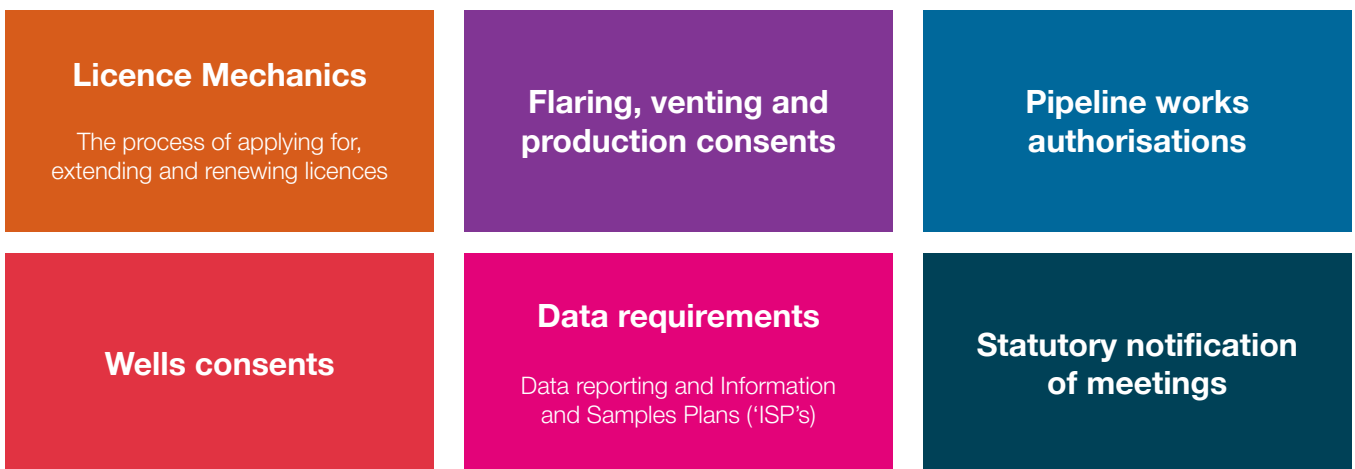 Licence Mechanics
The process of applying for,
extending and renewing licences
Flaring, venting and
production consents
Pipeline works
authorisations
Wells consents
Data requirements
Data reporting and Information
and Samples Plans (‘ISP’s)
Statutory notification
of meetings